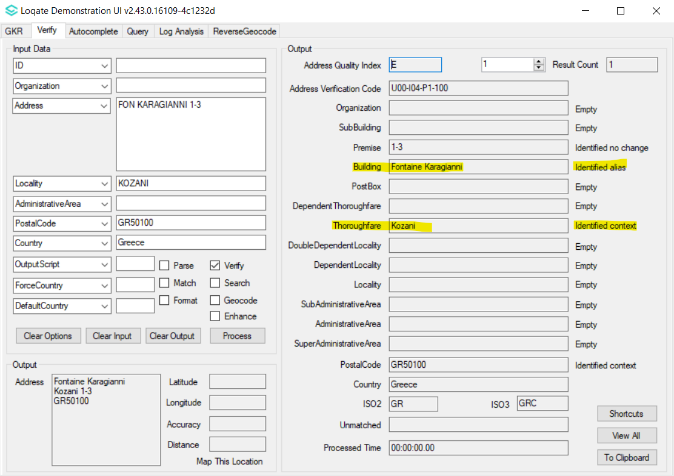 Loqate Demonstration UI v2.43.0.16109-4c1232d
GKR Verify Autocomplete Query Log Analysis ReverseGeocode
Input Data
ID
Organization
Address FON KARAGIANNI 1-3
Locality KOZANI
AdministrativeArea
PostalCode GR50100
Country Greece
OutputScript Parse Verify
ForceCountry Match Search
DefaultCountry Format Geocode
Enhance
Clear Options Clear Input Clear Output Process
Output
Address Fontaine Karagianni
Kozani 1-3
GR50100
Latitude
Longitude
Accuracy
Distance
Map This Location
Output
Address Quality Index E 1 Result Count 1
Address Verification Code U00-I04-P1-100
Organization Empty
SubBuilding Empty
Premise 1-3 Identified no change
Building Fontaine Karagianni Identified alias
PostBox Empty
DependentThoroughfare Empty
Thoroughfare Kozani Identified context
DoubleDependentLocality Empty
DependentLocality Empty
Locality Empty
SubAdministrativeArea Empty
AdministrativeArea Empty
SuperAdministrativeArea Empty
PostalCode GR50100 Identified context
Country Greece
ISO2 GR ISO3 GRC
Unmatched
Processed Time 00:00:00.00
Shortcuts
View All
To Clipboard